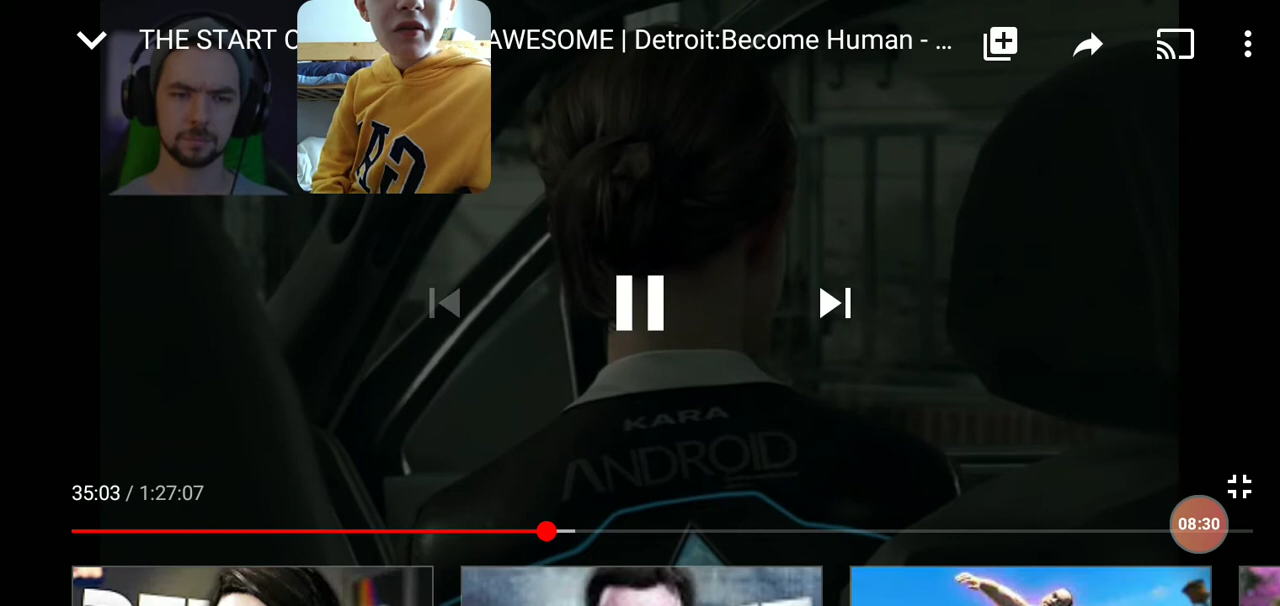 THE START O AWESOME | Detroit:Become Human - ...
KARA
ANDROID
35:03 / 1:27:07
08:30